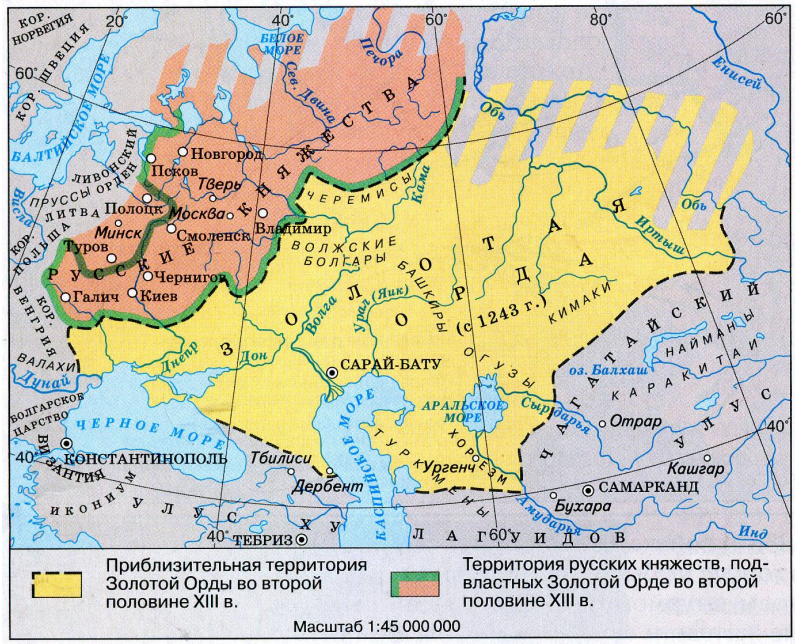 КОР. НОРВЕГИЯ
КОР. ШВЕЦИЯ
20°
40°
60°
80°
60°
БЕЛОЕ МОРЕ
Печора
Енисей
60°
Сев. Двина
Обь
БАЛТИЙСКОЕ МОРЕ
Новгород
Псков
ЛИВОНСКИЙ ОРДЕН
ПРУССЫ
ЛИТВА
Тверь
Полоцк
Москва
Висла
КОР. ПОЛЬША
Минск
Смоленск
Владимир
Туров
РУССКИЕ КНЯЖЕСТВА
Чернигов
Галич
Киев
КОР. ВЕНГРИЯ
ЧЕРЕМИСЫ
Кама
ВОЛЖСКИЕ БОЛГАРЫ
БАШКИРЫ
Обь
Иртыш
ЗОЛОТАЯ ОРДА
(с 1243 г.)
КИМАКИ
Волга
Урал (Яик)
ОГУЗЫ
ВАЛАХИ
Дунай
Днепр
Дон
САРАЙ-БАТУ
оз. Балхаш
НАЙМАНЫ
КАРАКИТАИ
ЧАГАТАЙСКИЙ УЛУС
БОЛГАРСКОЕ ЦАРСТВО
ЧЕРНОЕ МОРЕ
АРАЛЬСКОЕ МОРЕ
Сырдарья
Отрар
40°
ВИЗАНТИЯ
КОНСТАНТИНОПОЛЬ
Тбилиси
Дербент
КАСПИЙСКОЕ МОРЕ
ТУРКМЕНЫ
Ургенч
ХОРЕЗМ
Кашгар
40°
САМАРКАНД
Бухара
ИКОНИУМ
УЛУС ХУЛАГУИДОВ
ТЕБРИЗ
Амударья
Инд
40°
60°
Приблизительная территория
Золотой Орды во второй
половине XIII в.
Территория русских княжеств, под-
властных Золотой Орде во второй
половине XIII в.
Масштаб 1:45 000 000